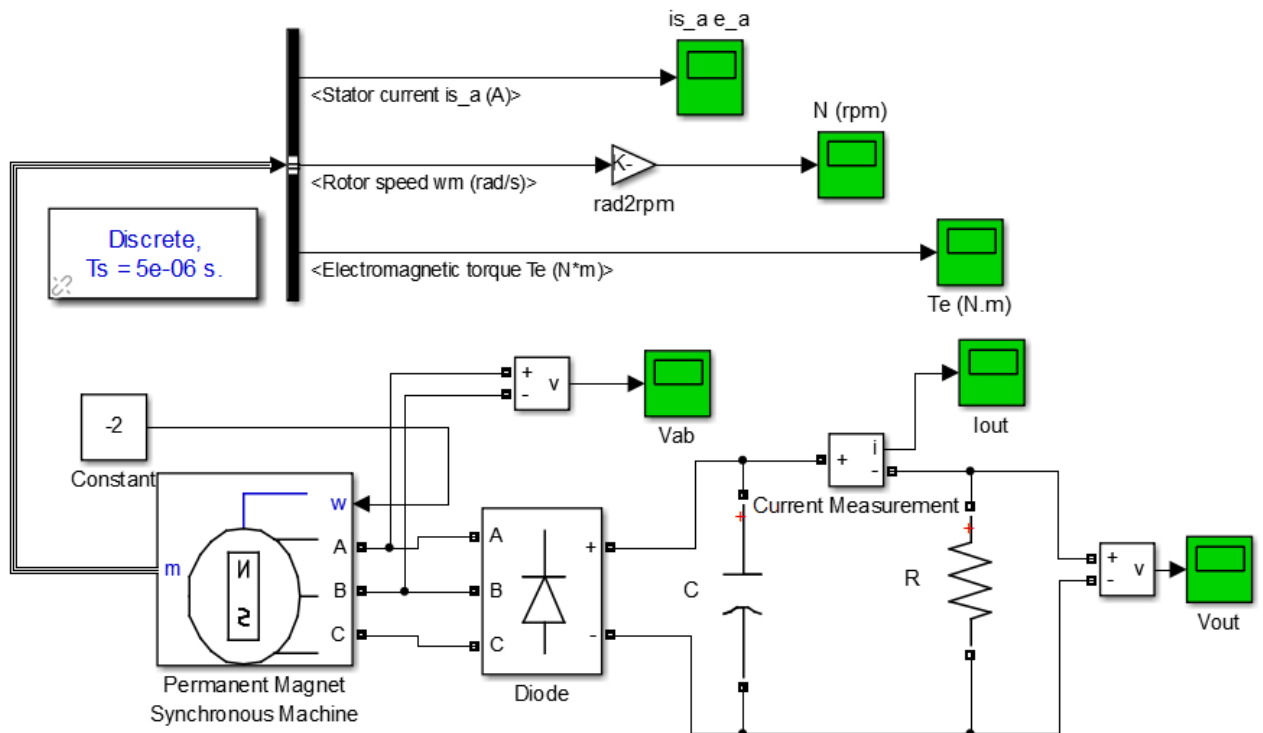 is_a e_a
<Stator current is_a (A)>
N (rpm)
K-
<Rotor speed wm (rad/s)>
rad2rpm
Discrete,
Ts = 5e-06 s.
<Electromagnetic torque Te (N*m)>
Te (N.m)
+
-
v
Vab
-2
Constant
Iout
+
i
-
Current Measurement
w
A
B
C
m
N
S
Permanent Magnet
Synchronous Machine
A
B
C
+
-
Diode
+
C
+
R
+
-
v
Vout